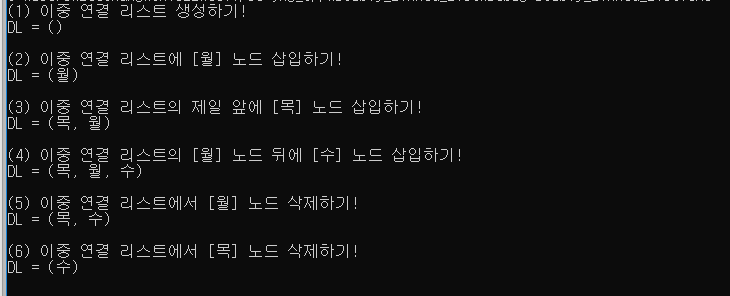 (1) 이중 연결 리스트 생성하기!
DL = ()
(2) 이중 연결 리스트에 [월] 노드 삽입하기!
DL = (월)
(3) 이중 연결 리스트의 제일 앞에 [목] 노드 삽입하기!
DL = (목, 월)
(4) 이중 연결 리스트의 [월] 노드 뒤에 [수] 노드 삽입하기!
DL = (목, 월, 수)
(5) 이중 연결 리스트에서 [월] 노드 삭제하기!
DL = (목, 수)
(6) 이중 연결 리스트에서 [목] 노드 삭제하기!
DL = (수)